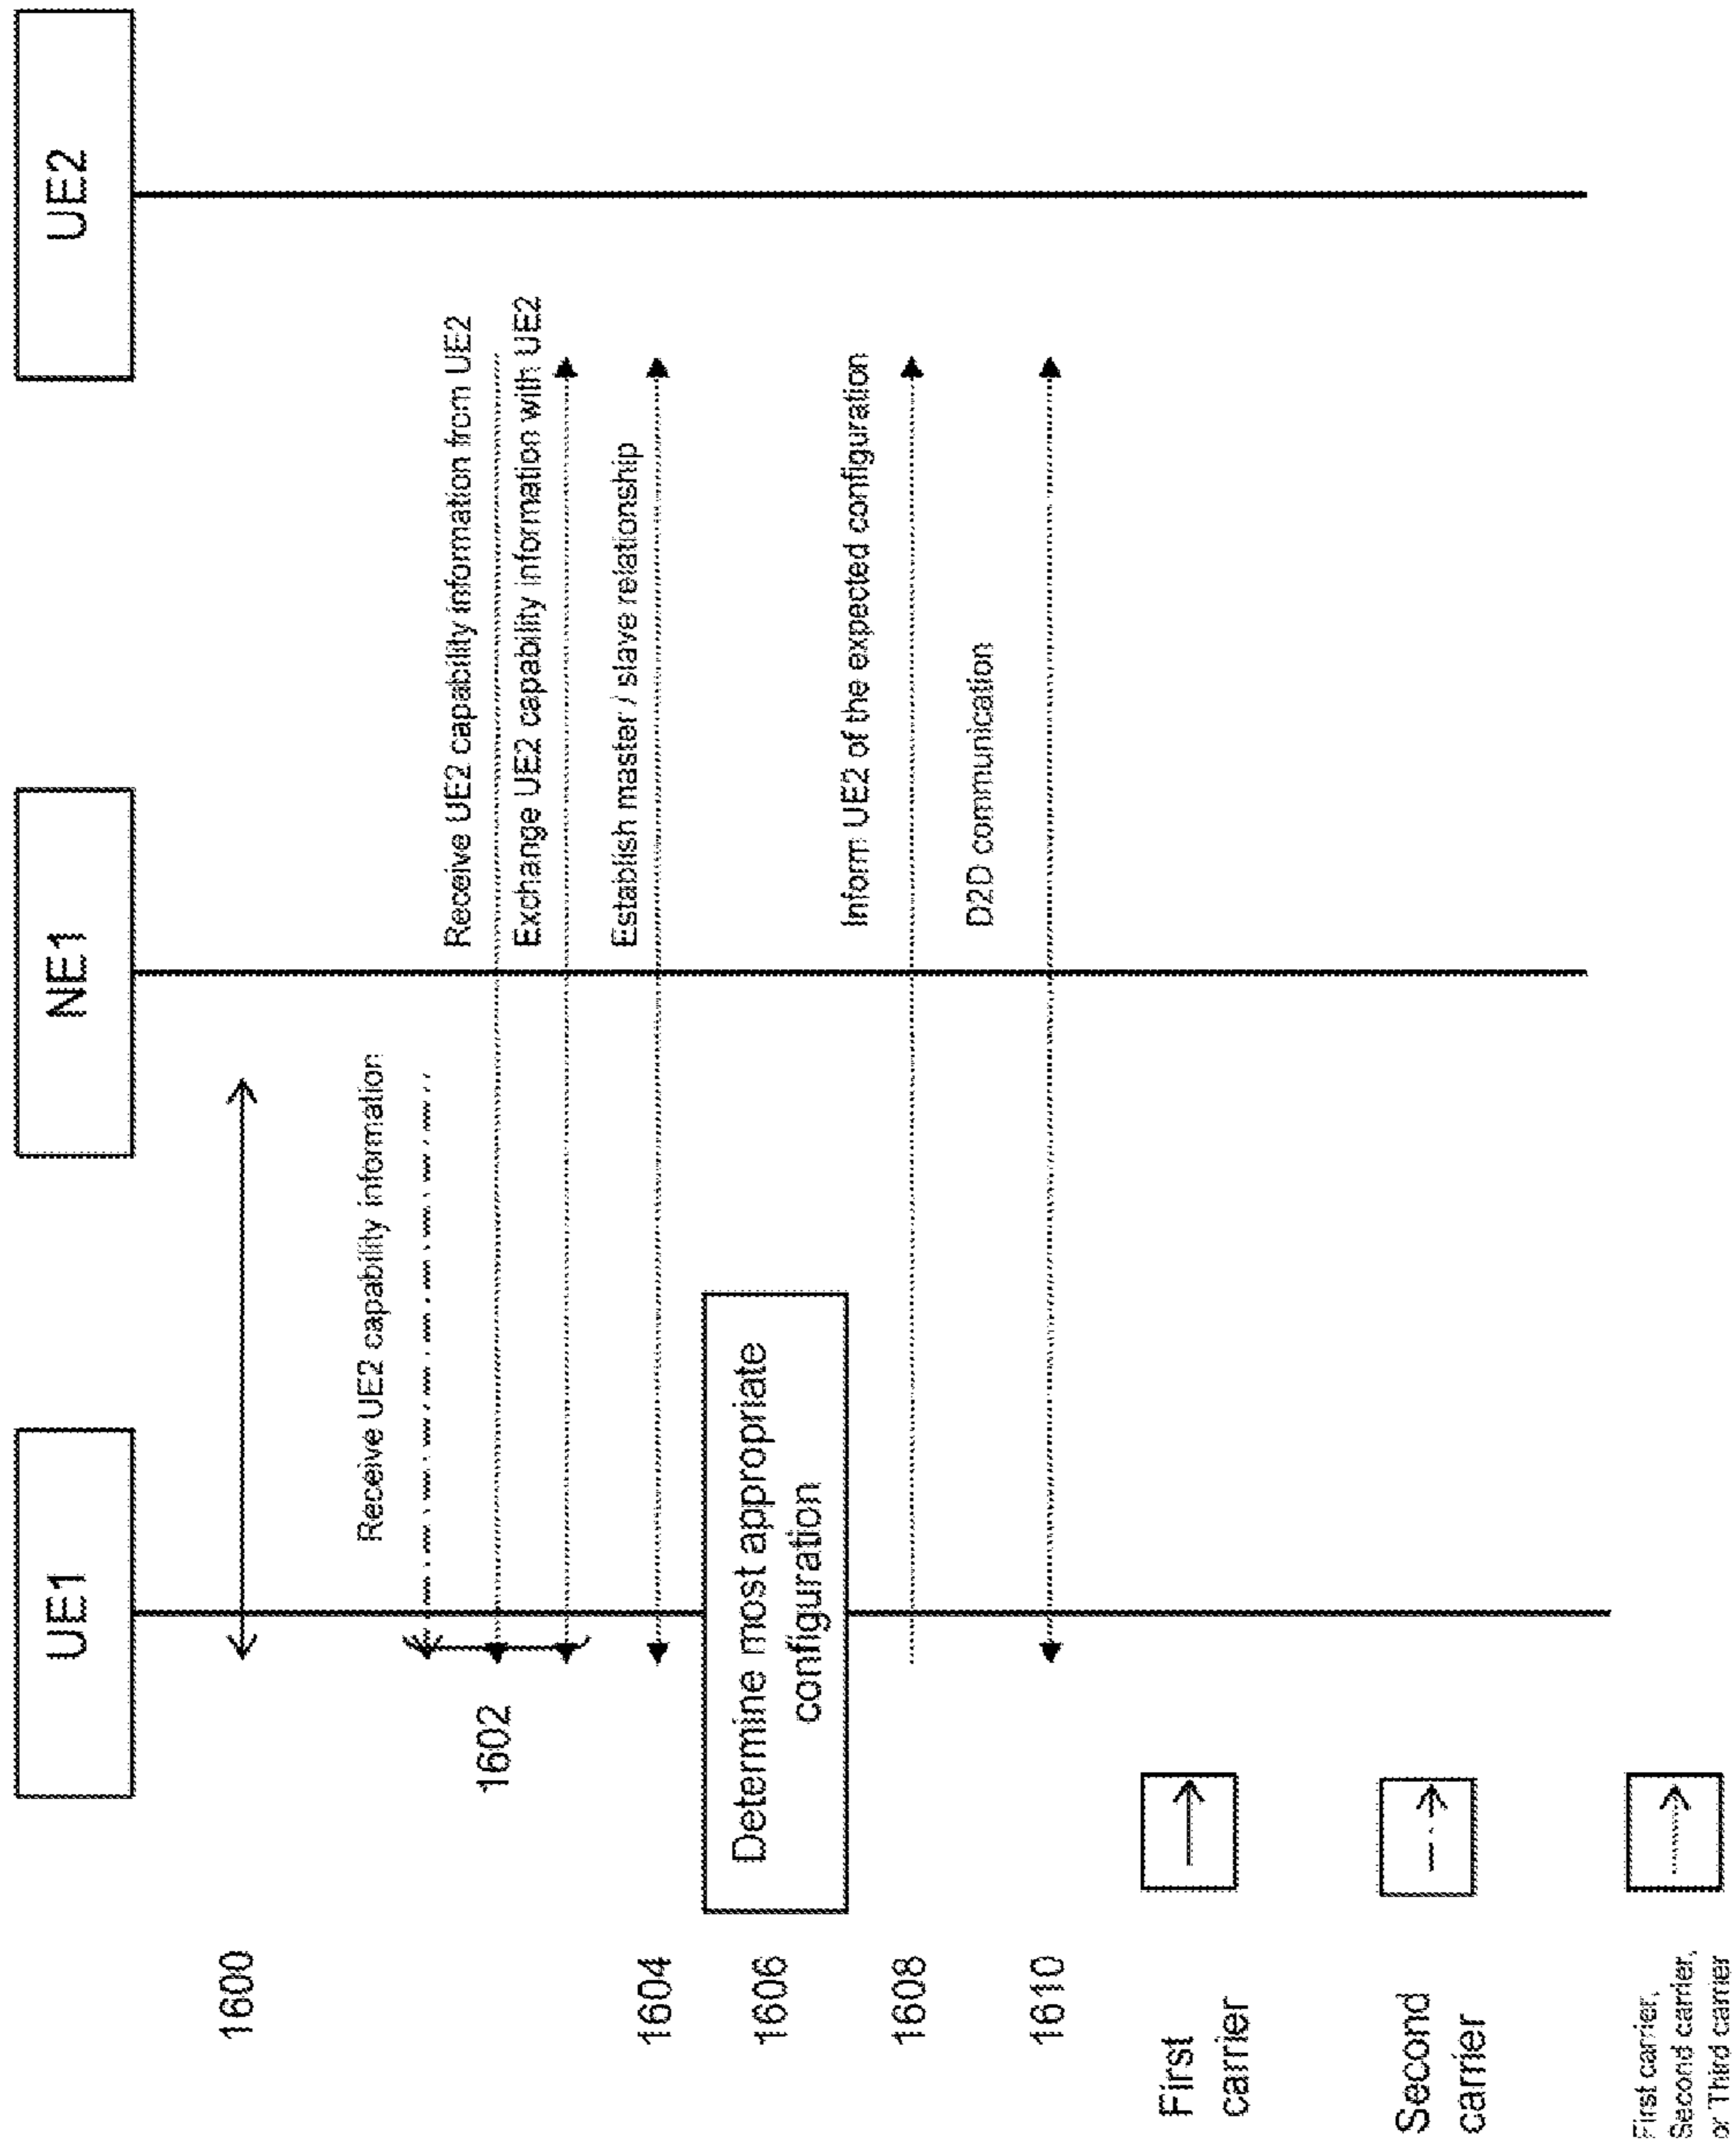 UE1
NE1
UE2
1600
Receive UE2 capability information
Receive UE2 capability information from UE2
1602
Exchange UE2 capability information with UE2
1604
Establish master / slave relationship
1606
Determine most appropriate
configuration
1608
Inform UE2 of the expected configuration
1610
D2D communication
First
carrier
Second
carrier
First carrier,
Second carrier,
or Third carrier